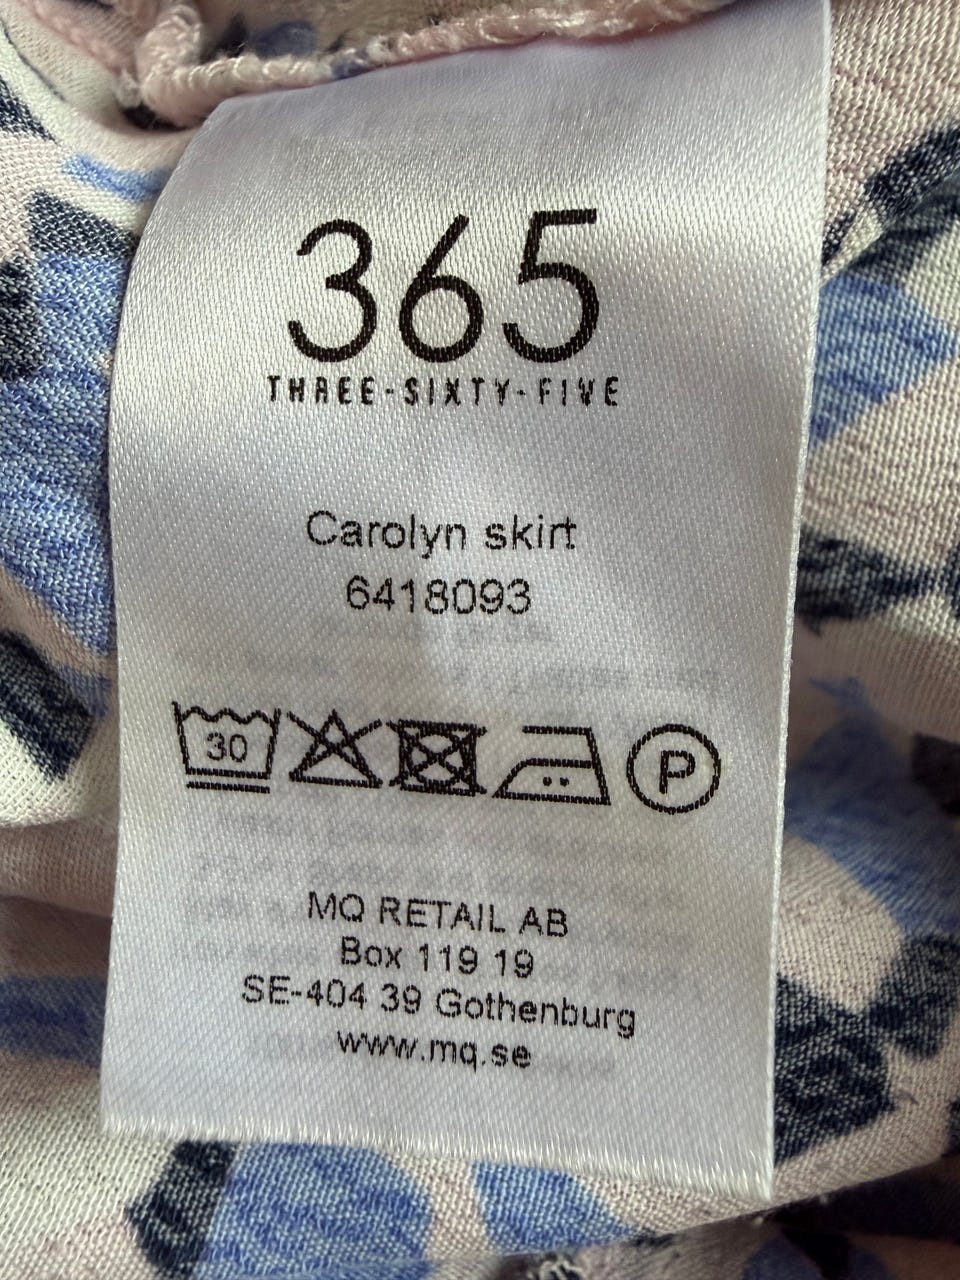 365
THREE-SIXTY-FIVE
Carolyn skirt
6418093
30
P
MQ RETAIL AB
Box 119 19
SE-404 39 Gothenburg
www.mq.se